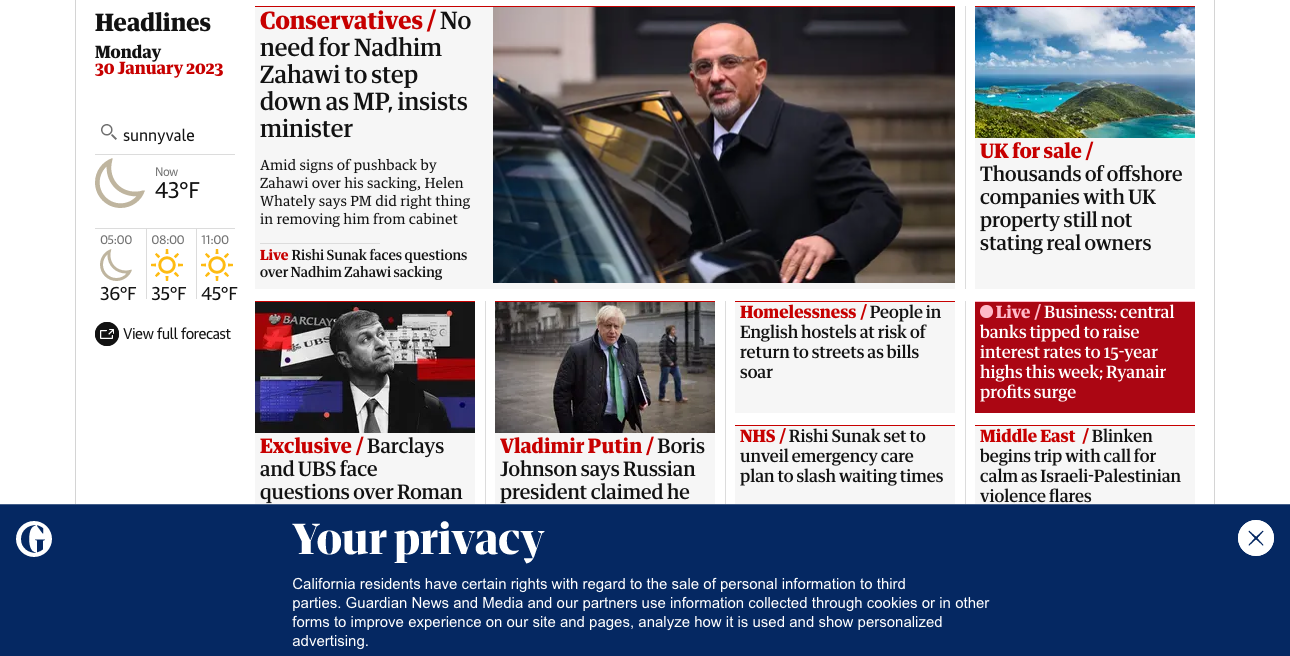 Headlines
Monday
30 January 2023
sunnyvale
Now
43°F
05:00
08:00
11:00
36°F
35°F
45°F
View full forecast
Conservatives / No
need for Nadhim
Zahawi to step
down as MP, insists
minister
Amid signs of pushback by
Zahawi over his sacking, Helen
Whately says PM did right thing
in removing him from cabinet
Live Rishi Sunak faces questions
over Nadhim Zahawi sacking
UK for sale /
Thousands of offshore
companies with UK
property still not
stating real owners
BARCLAYS
UBS
Exclusive / Barclays
and UBS face
questions over Roman
Vladimir Putin / Boris
Johnson says Russian
president claimed he
Homelessness / People in
English hostels at risk of
return to streets as bills
soar
NHS / Rishi Sunak set to
unveil emergency care
plan to slash waiting times
Live / Business: central
banks tipped to raise
interest rates to 15-year
highs this week; Ryanair
profits surge
Middle East / Blinken
begins trip with call for
calm as Israeli-Palestinian
violence flares
G
Your privacy
California residents have certain rights with regard to the sale of personal information to third
parties. Guardian News and Media and our partners use information collected through cookies or in other
forms to improve experience on our site and pages, analyze how it is used and show personalized
advertising.